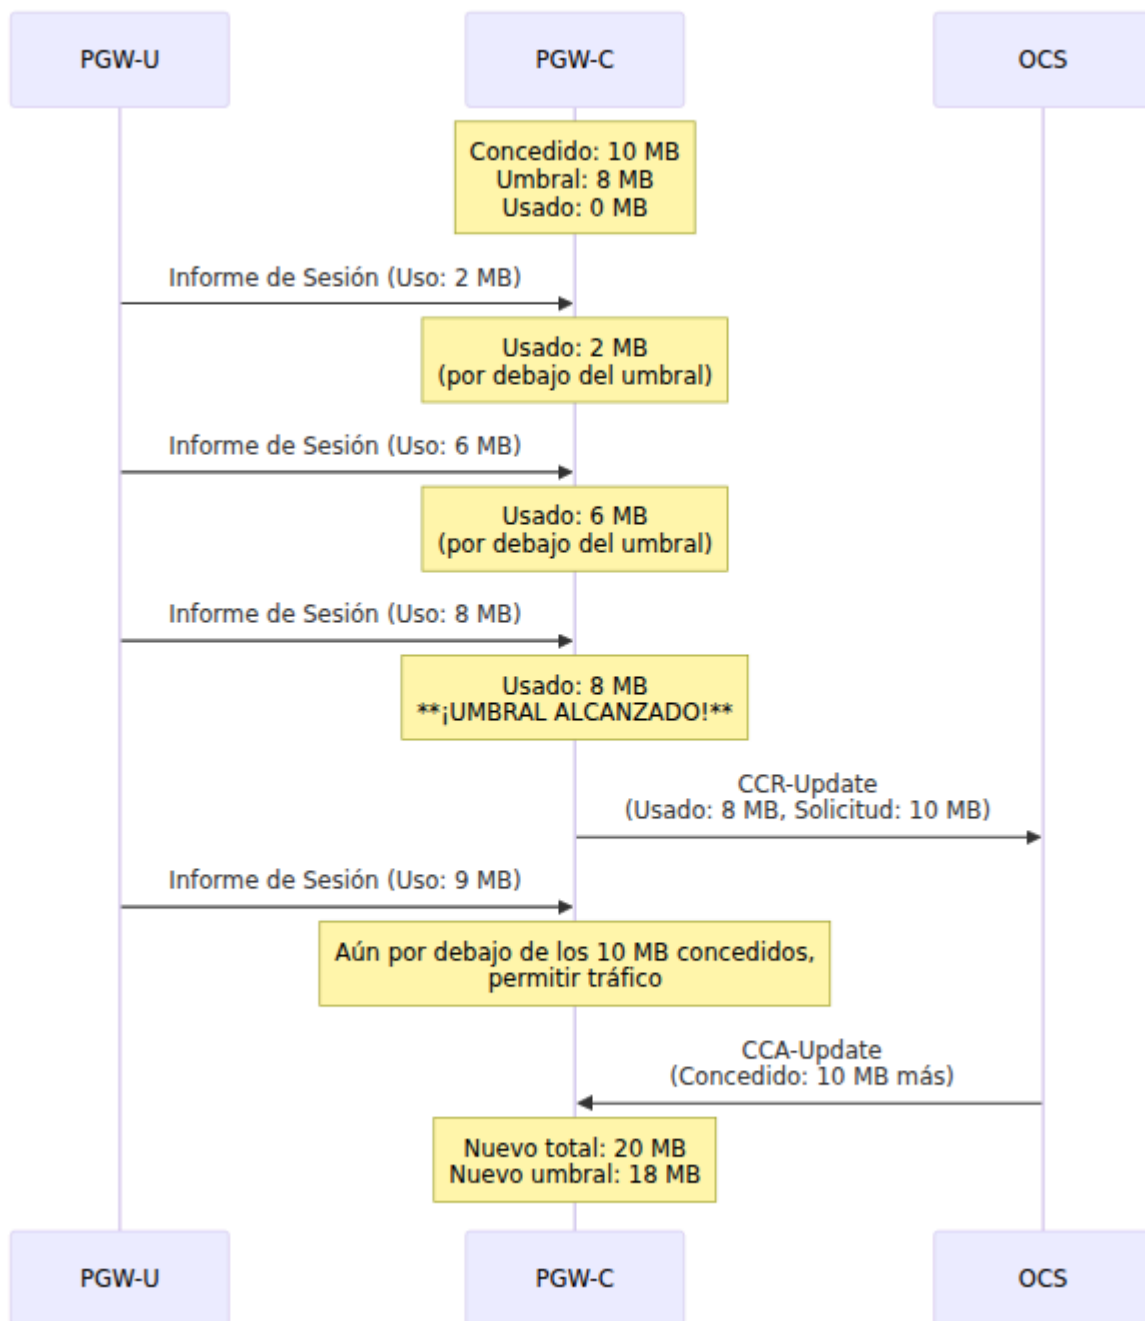 PGW-U
PGW-C
OCS
Concedido: 10 MB
Umbral: 8 MB
Usado: 0 MB
Informe de Sesión (Uso: 2 MB)
Usado: 2 MB
(por debajo del umbral)
Informe de Sesión (Uso: 6 MB)
Usado: 6 MB
(por debajo del umbral)
Informe de Sesión (Uso: 8 MB)
Usado: 8 MB
**¡UMBRAL ALCANZADO!**
CCR-Update
(Usado: 8 MB, Solicitud: 10 MB)
Informe de Sesión (Uso: 9 MB)
Aún por debajo de los 10 MB concedidos,
permitir tráfico
CCA-Update
(Concedido: 10 MB más)
Nuevo total: 20 MB
Nuevo umbral: 18 MB
PGW-U
PGW-C
OCS